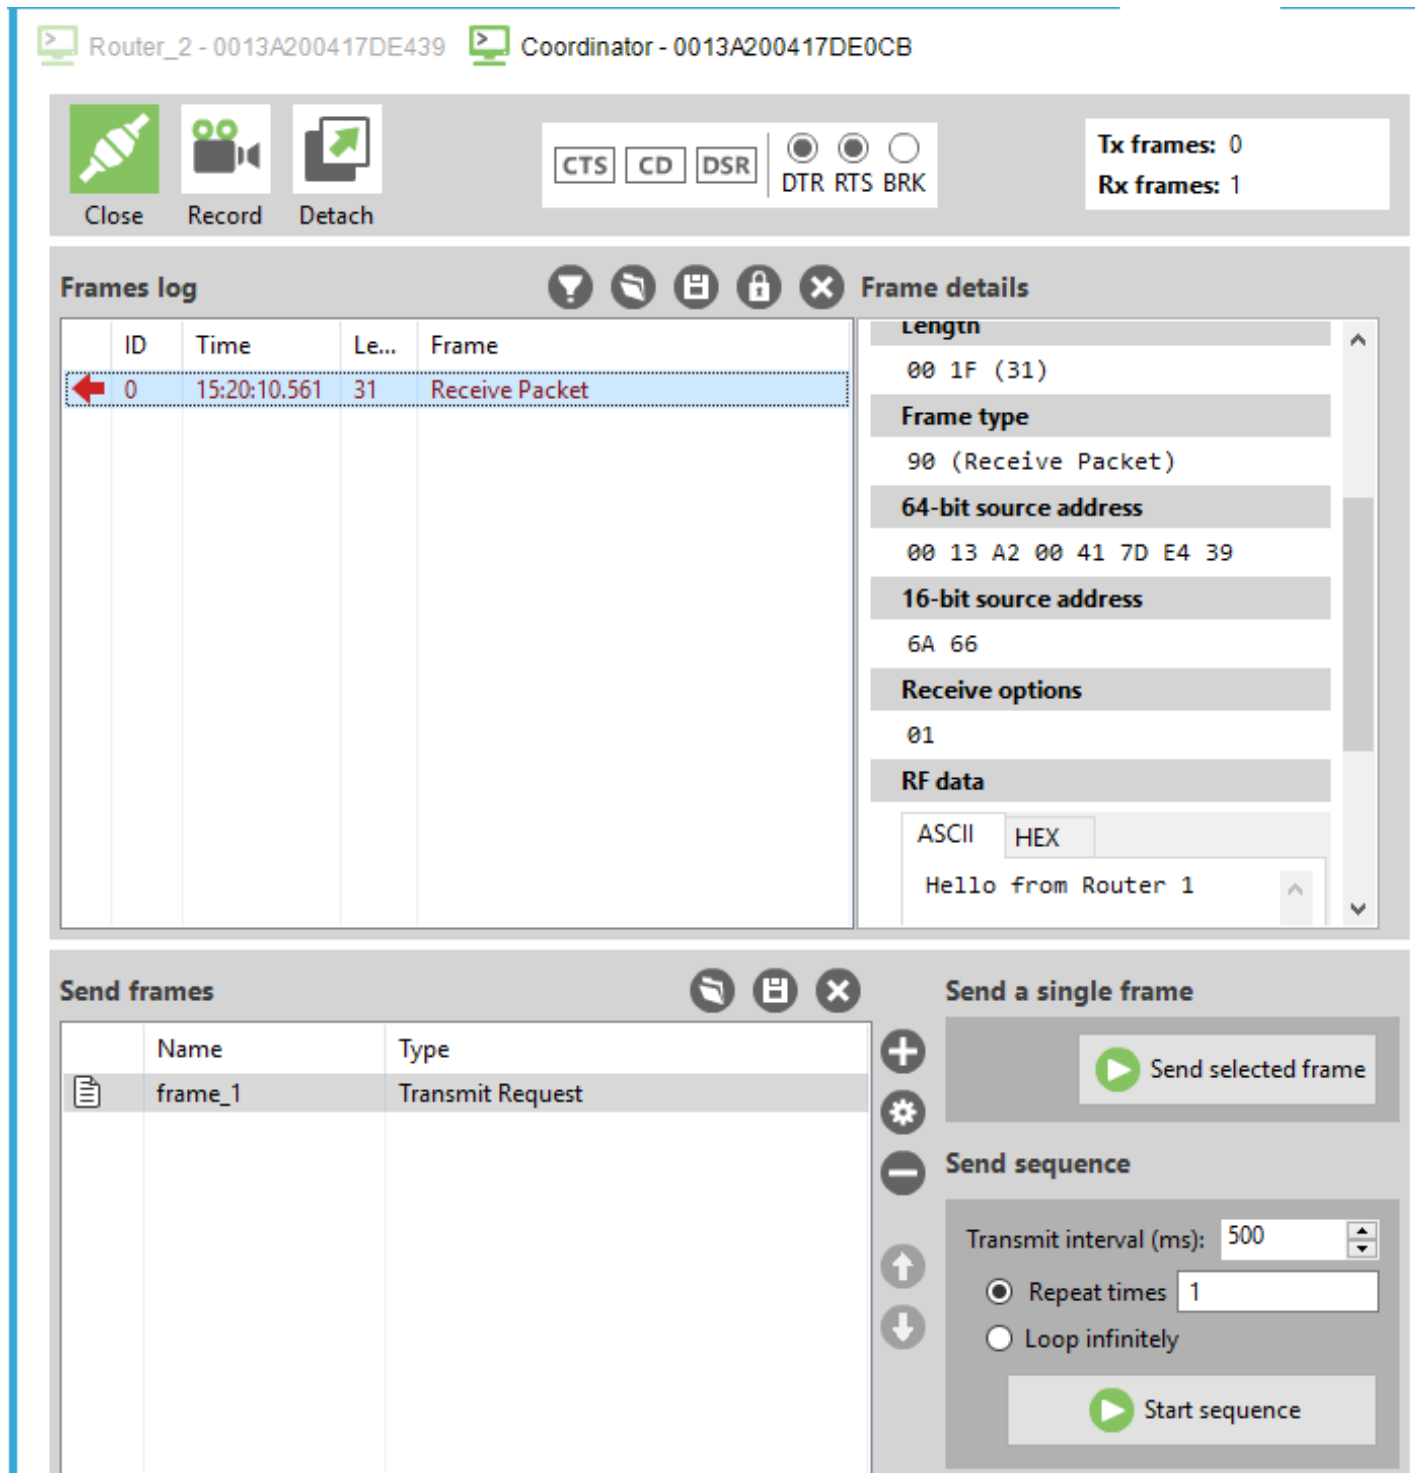 Router_2 - 0013A200417DE439 Coordinator - 0013A200417DE0CB
Close Record Detach
CTS CD DSR DTR RTS BRK
Tx frames: 0
Rx frames: 1
Frames log
ID Time Le... Frame
0 15:20:10.561 31 Receive Packet
Frame details
Length
00 1F (31)
Frame type
90 (Receive Packet)
64-bit source address
00 13 A2 00 41 7D E4 39
16-bit source address
6A 66
Receive options
01
RF data
ASCII HEX
Hello from Router 1
Send frames
Name Type
frame_1 Transmit Request
Send a single frame
Send selected frame
Send sequence
Transmit interval (ms): 500
Repeat times 1
Loop infinitely
Start sequence